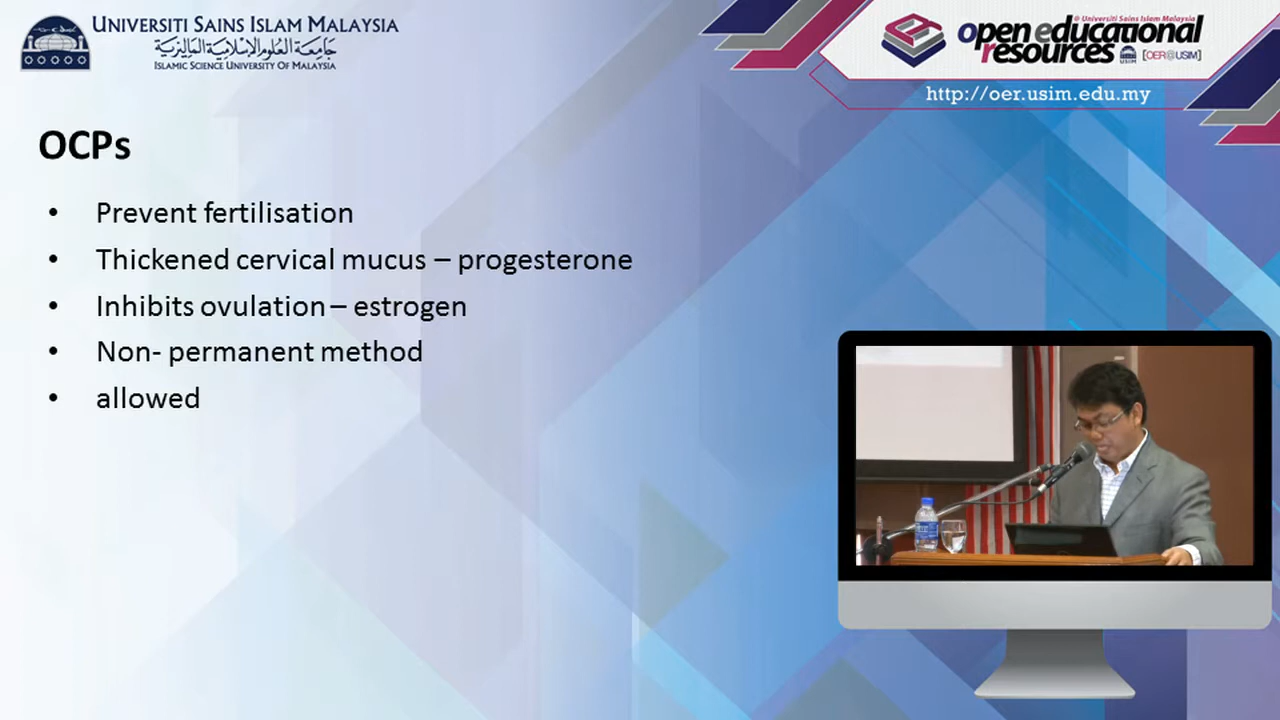 UNIVERSITI SAINS ISLAM MALAYSIA
جامعة العلوم الإسلامية الماليزية
ISLAMIC SCIENCE UNIVERSITY OF MALAYSIA
@ Universiti Sains Islam Malaysia
open educational
resources
USIM [OER@USIM]
http://oer.usim.edu.my
OCPs
• Prevent fertilisation
• Thickened cervical mucus – progesterone
• Inhibits ovulation – estrogen
• Non- permanent method
• allowed